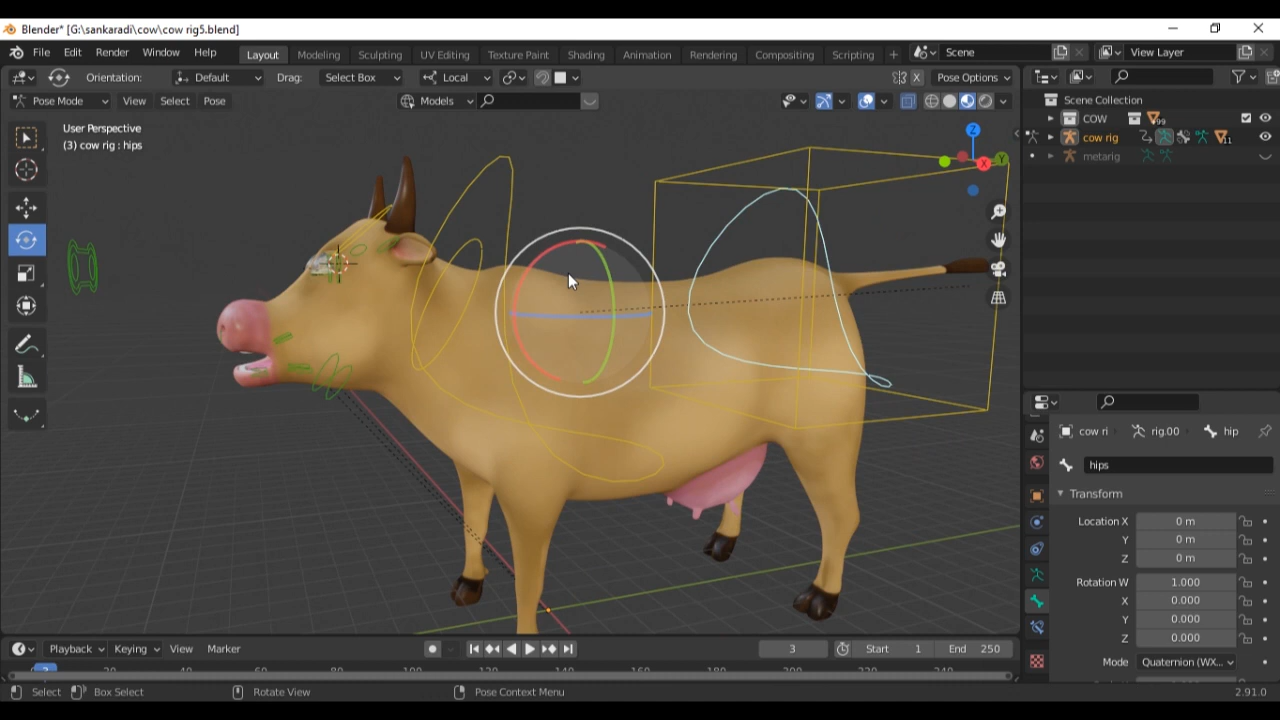 Blender* [G:\sankaradi\cow\cow rig5.blend]
File Edit Render Window Help Layout Modeling Sculpting UV Editing Texture Paint Shading Animation Rendering Compositing Scripting + Scene View Layer
Orientation: Default Drag: Select Box Local X Pose Options
Pose Mode View Select Pose Models
User Perspective
(3) cow rig : hips
Z
Y
X
Scene Collection
COW 99
cow rig 11
metarig
cow ri rig.00 hip
hips
Transform
Location X 0 m
Y 0 m
Z 0 m
Rotation W 1.000
X 0.000
Y 0.000
Z 0.000
Mode Quaternion (WX...
Playback Keying View Marker 3 Start 1 End 250
Select Box Select Rotate View Pose Context Menu 2.91.0